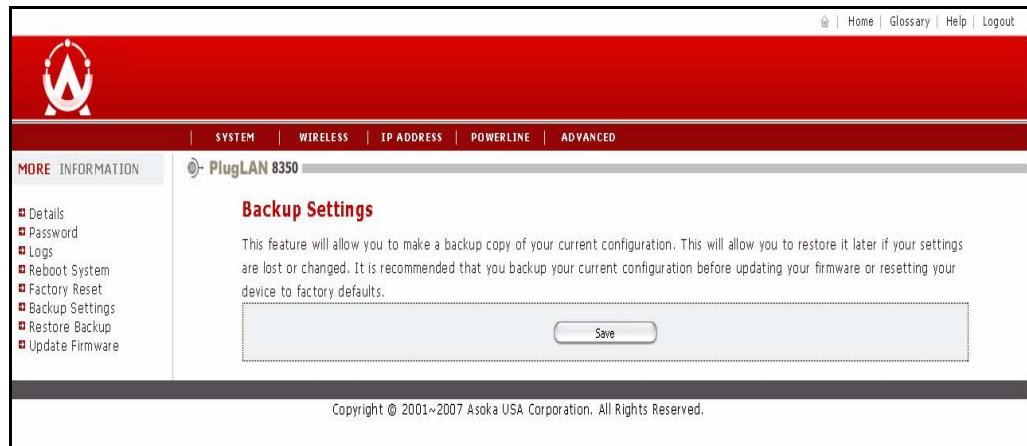 | Home | Glossary | Help | Logout
| SYSTEM | WIRELESS | IP ADDRESS | POWERLINE | ADVANCED
MORE INFORMATION
Details
Password
Logs
Reboot System
Factory Reset
Backup Settings
Restore Backup
Update Firmware
PlugLAN 8350
Backup Settings
This feature will allow you to make a backup copy of your current configuration. This will allow you to restore it later if your settings
are lost or changed. It is recommended that you backup your current configuration before updating your firmware or resetting your
device to factory defaults.
Save
Copyright © 2001~2007 Asoka USA Corporation. All Rights Reserved.